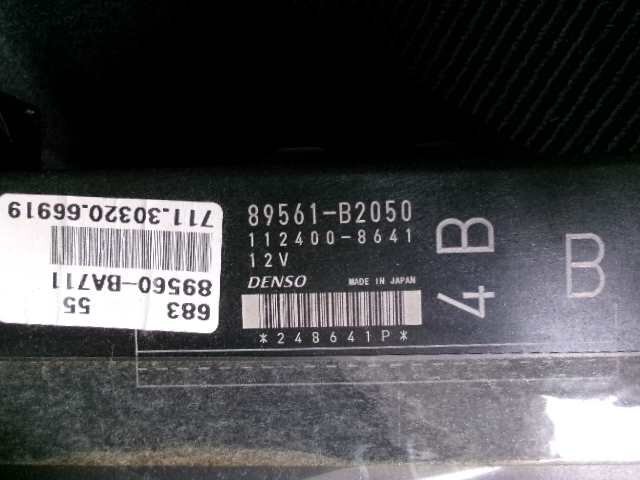 89561-B2050
112400-8641
12V
DENSO MADE IN JAPAN
*248641P*
4B
B
711.30320.66919
89560-BA711
55
683